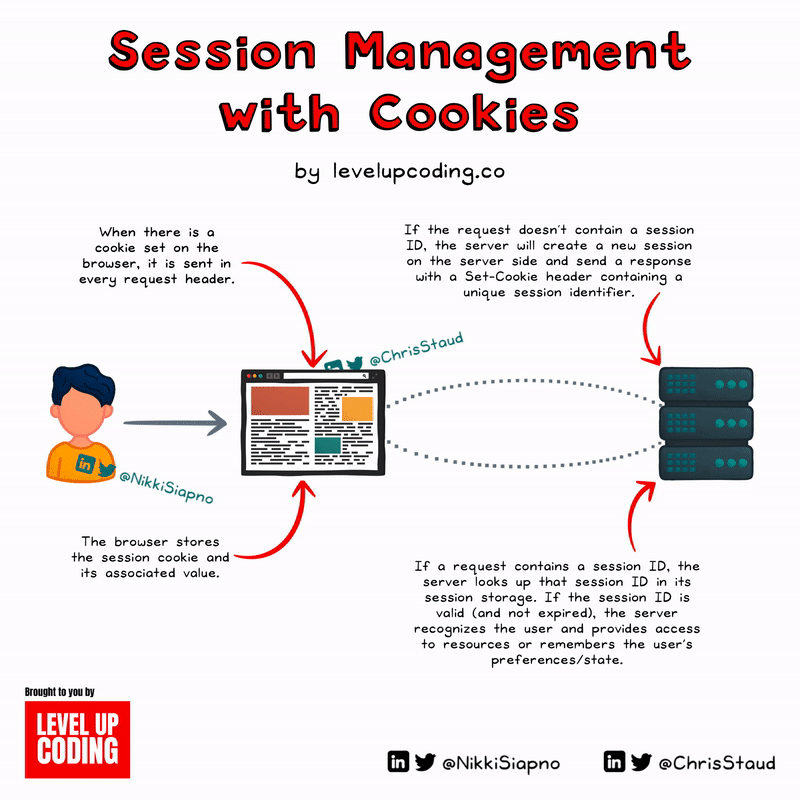 Session Management
with Cookies
by levelupcoding.co
When there is a
cookie set on the
browser, it is sent in
every request header.
If the request doesn't contain a session
ID, the server will create a new session
on the server side and send a response
with a Set-Cookie header containing a
unique session identifier.
@ChrisStaud
in
@NikkiSiapno
The browser stores
the session cookie and
its associated value.
If a request contains a session ID, the
server looks up that session ID in its
session storage. If the session ID is
valid (and not expired), the server
recognizes the user and provides access
to resources or remembers the user's
preferences/state.
Brought to you by
LEVEL UP
CODING
in @NikkiSiapno
in @ChrisStaud